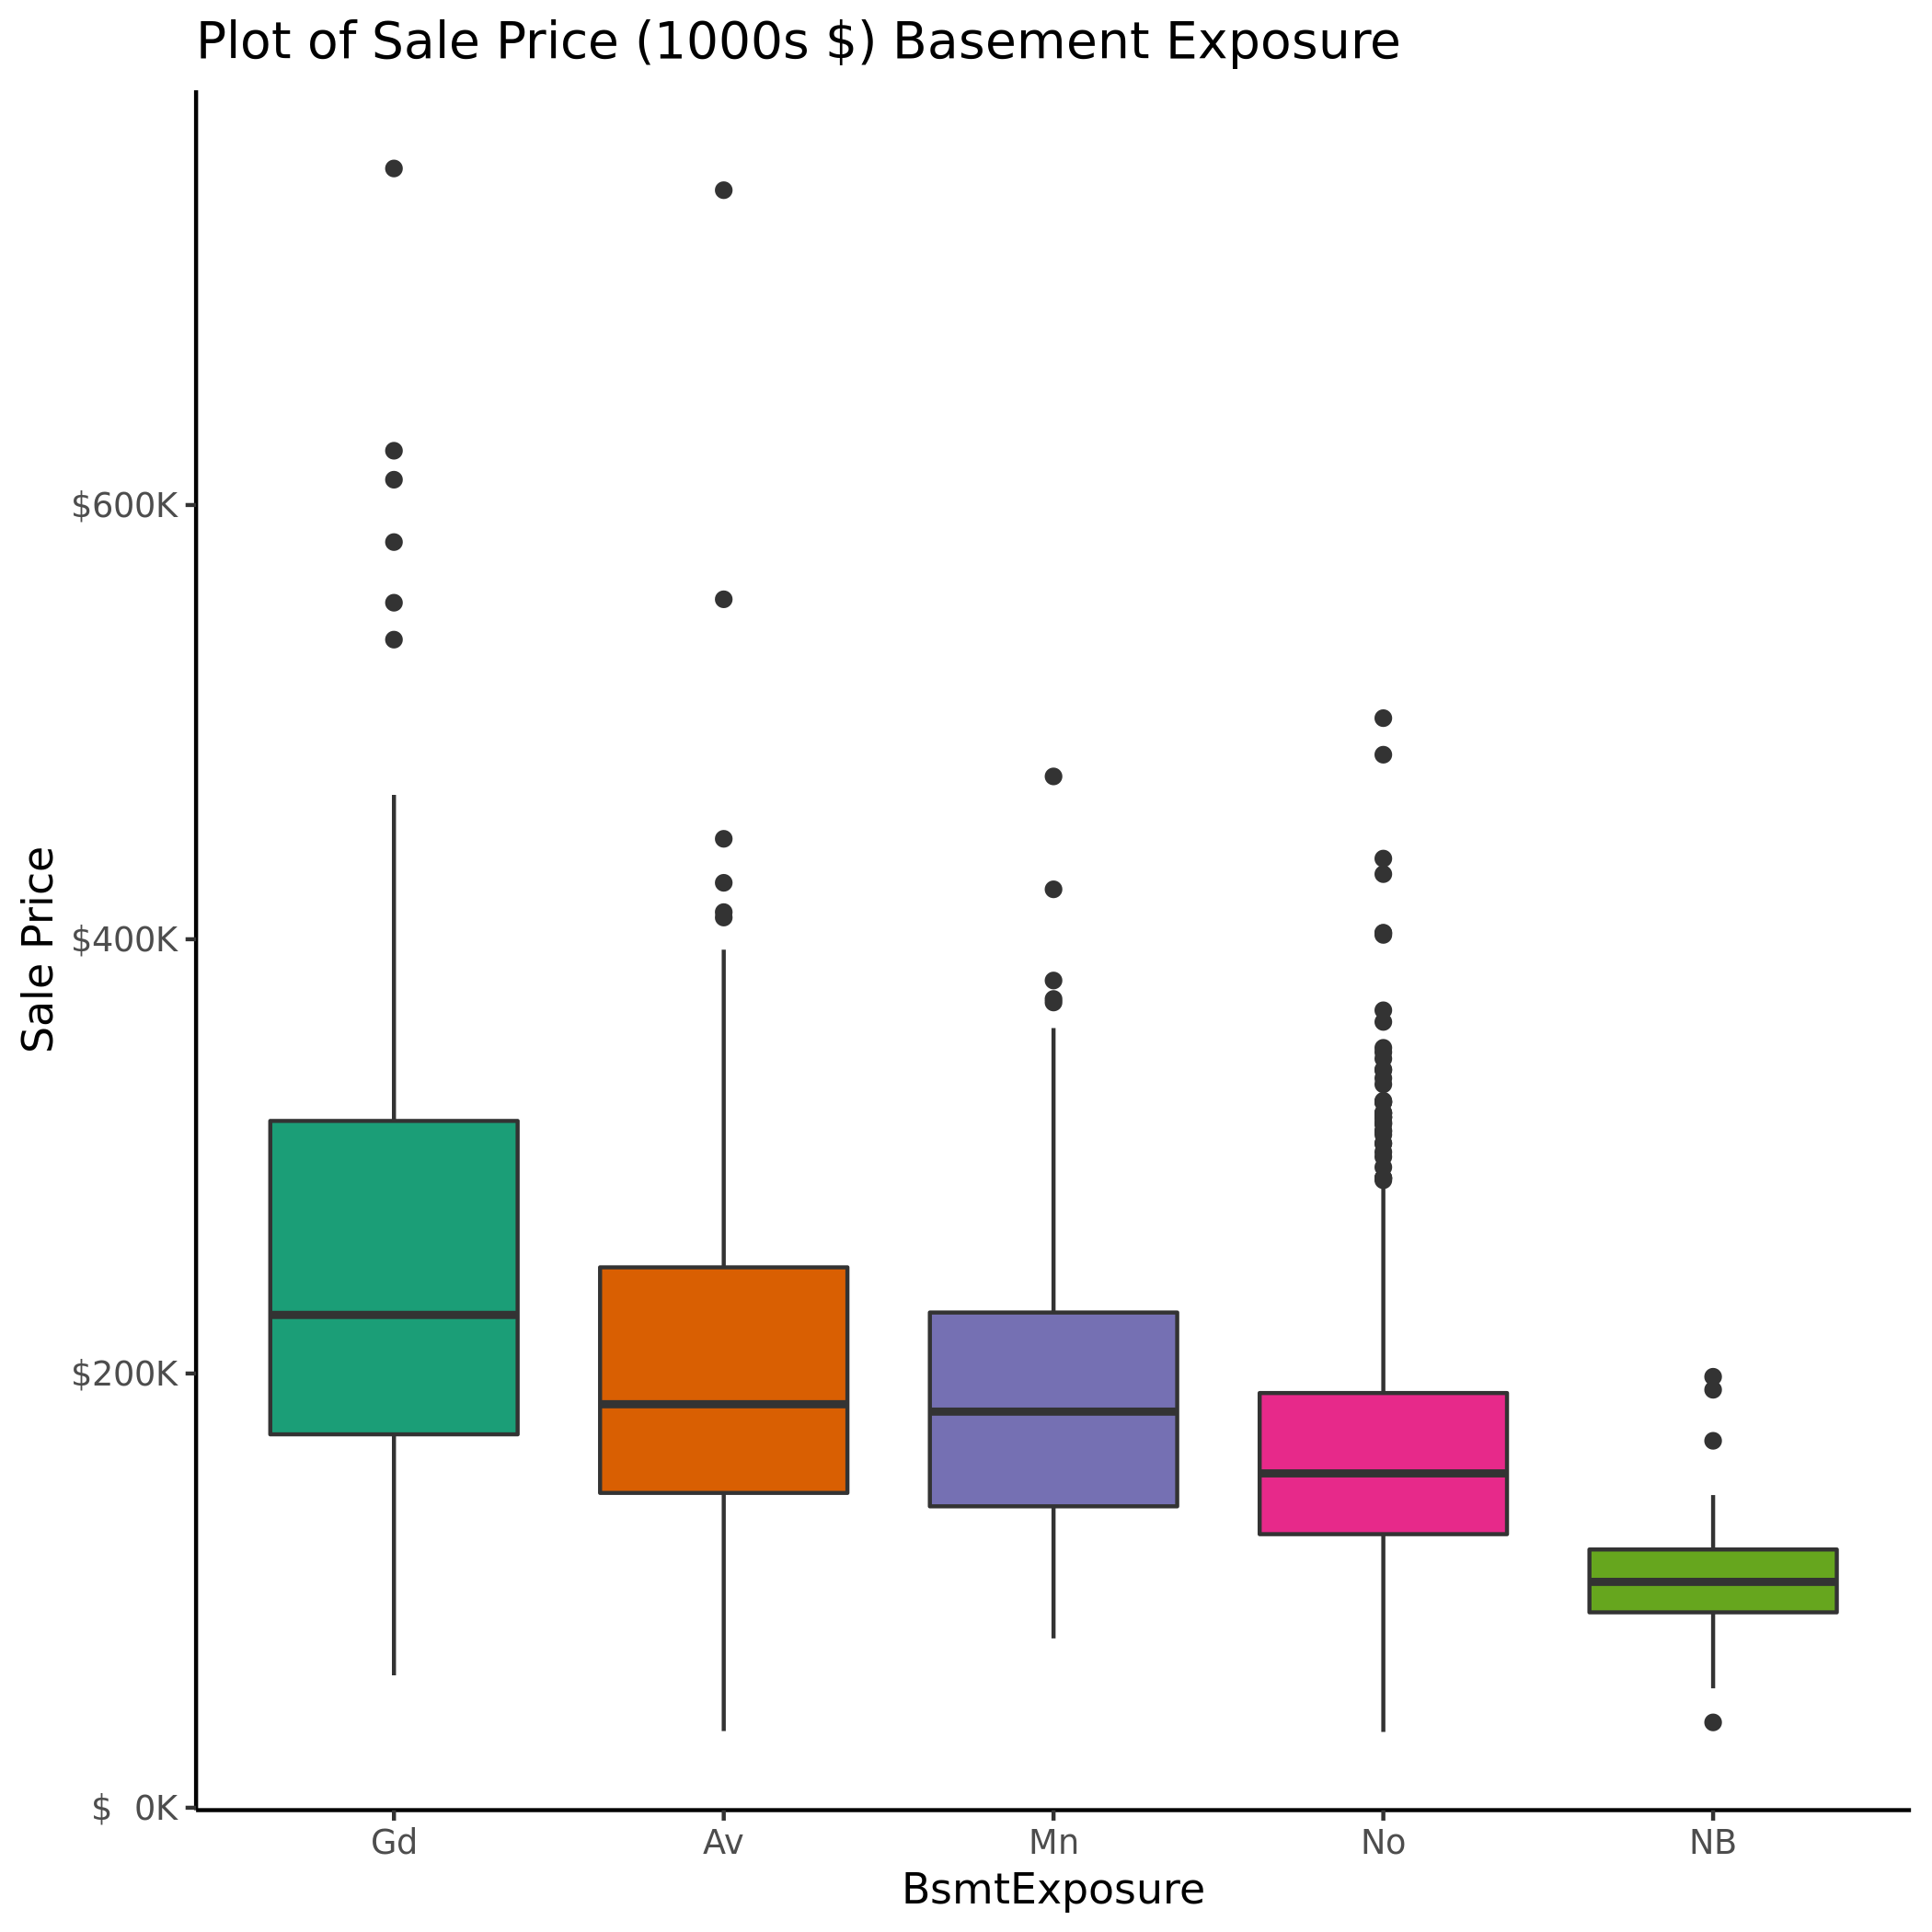 Plot of Sale Price (1000s $) Basement Exposure
Sale Price
$600K
$400K
$200K
$  0K
Gd Av Mn No NB
BsmtExposure